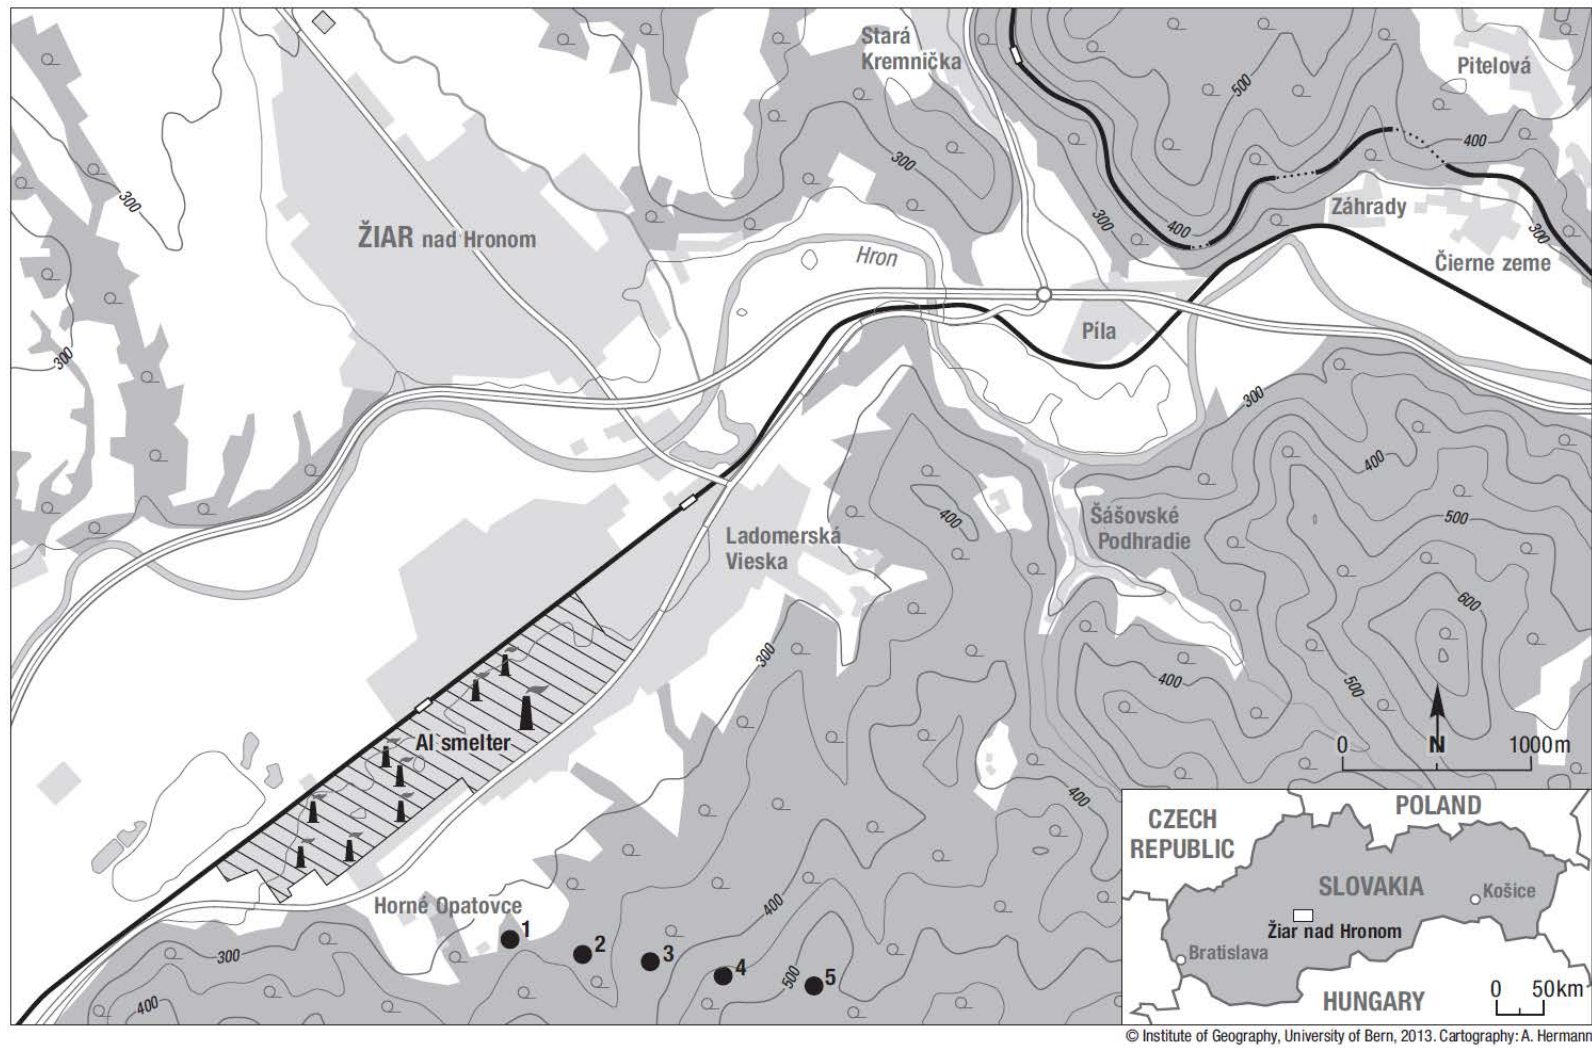 Stará
Kremnička
Pitelová
500
400
300
300
Záhrady
ŽIAR nad Hronom
300
400
Hron
300
Čierne zeme
300
Píla
300
400
Ladomerská
Vieska
400
Šášovské
Podhradie
500
600
300
400
500
Al smelter
0 N 1000m
400
Horné Opatovce
400
1
2
3
4
5
300
500
400
CZECH
REPUBLIC
POLAND
SLOVAKIA
Košice
Žiar nad Hronom
Bratislava
HUNGARY
0 50km
© Institute of Geography, University of Bern, 2013. Cartography: A. Hermann